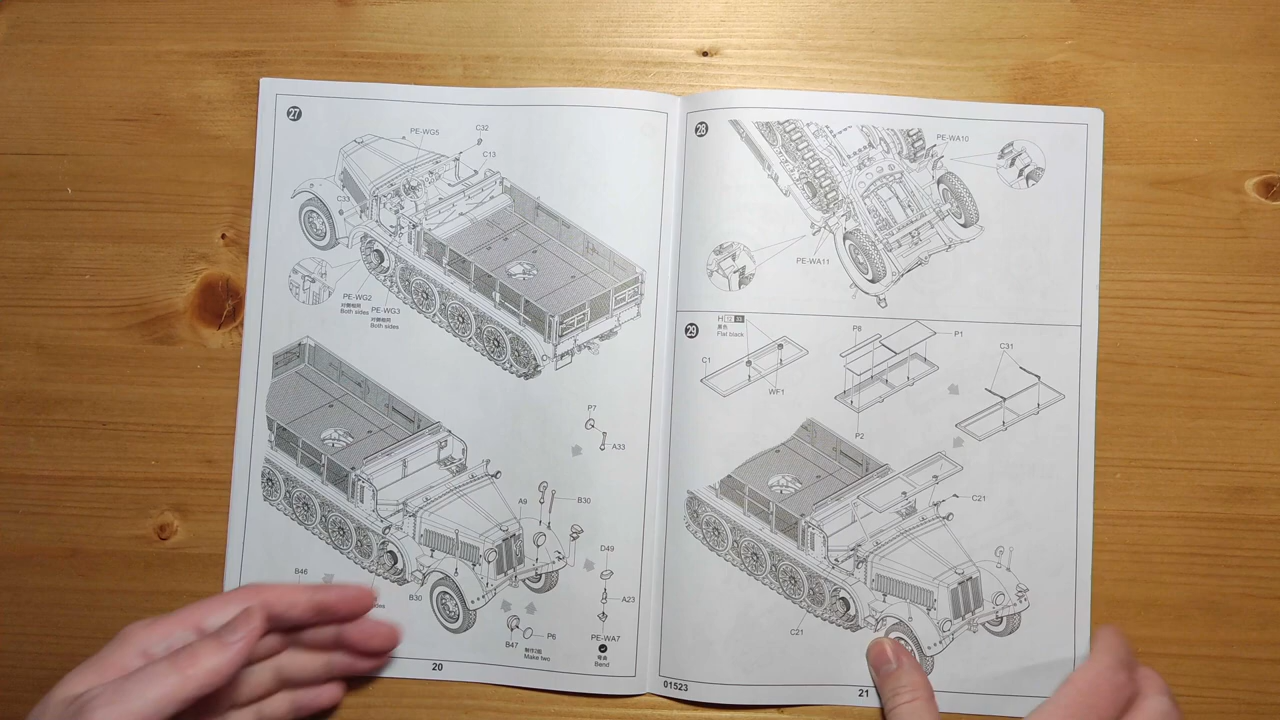 27
PE-WG5
C32
C13
C33
PE-WG2
对侧相同
Both sides
PE-WG3
对侧相同
Both sides
P7
A33
A9
B30
D49
B46
B30
A23
B47
P6
制作2组
Make two
PE-WA7
弯曲
Bend
20
28
PE-WA10
PE-WA11
29
H 12 33
黑色
Flat black
C1
WF1
P8
P1
P2
C31
C21
C21
01523
21